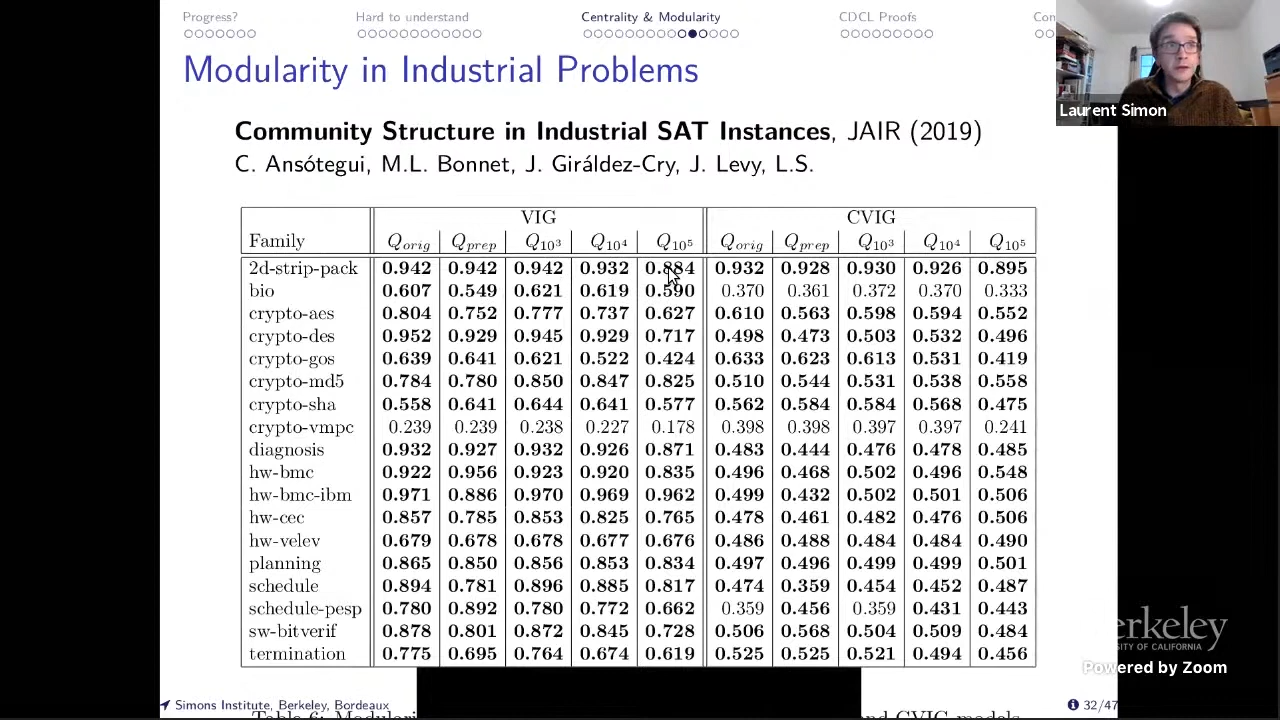 Progress? Hard to understand Centrality & Modularity CDCL Proofs
Modularity in Industrial Problems
Laurent Simon
Community Structure in Industrial SAT Instances, JAIR (2019)
C. Ansótegui, M.L. Bonnet, J. Giráldez-Cry, J. Levy, L.S.
VIG CVIG
Family Q_orig Q_prep Q_10^3 Q_10^4 Q_10^5 Q_orig Q_prep Q_10^3 Q_10^4 Q_10^5
2d-strip-pack 0.942 0.942 0.942 0.932 0.884 0.932 0.928 0.930 0.926 0.895
bio 0.607 0.549 0.621 0.619 0.590 0.370 0.361 0.372 0.370 0.333
crypto-aes 0.804 0.752 0.777 0.737 0.627 0.610 0.563 0.598 0.594 0.552
crypto-des 0.952 0.929 0.945 0.929 0.717 0.498 0.473 0.503 0.532 0.496
crypto-gos 0.639 0.641 0.621 0.522 0.424 0.633 0.623 0.613 0.531 0.419
crypto-md5 0.784 0.780 0.850 0.847 0.825 0.510 0.544 0.531 0.538 0.558
crypto-sha 0.558 0.641 0.644 0.641 0.577 0.562 0.584 0.584 0.568 0.475
crypto-vmpc 0.239 0.239 0.238 0.227 0.178 0.398 0.398 0.397 0.397 0.241
diagnosis 0.932 0.927 0.932 0.926 0.871 0.483 0.444 0.476 0.478 0.485
hw-bmc 0.922 0.956 0.923 0.920 0.835 0.496 0.468 0.502 0.496 0.548
hw-bmc-ibm 0.971 0.886 0.970 0.969 0.962 0.499 0.432 0.502 0.501 0.506
hw-cec 0.857 0.785 0.853 0.825 0.765 0.478 0.461 0.482 0.476 0.506
hw-velev 0.679 0.678 0.678 0.677 0.676 0.486 0.488 0.484 0.484 0.490
planning 0.865 0.850 0.856 0.853 0.834 0.497 0.496 0.499 0.499 0.501
schedule 0.894 0.781 0.896 0.885 0.817 0.474 0.359 0.454 0.452 0.487
schedule-pesp 0.780 0.892 0.780 0.772 0.662 0.359 0.456 0.359 0.431 0.443
sw-bitverif 0.878 0.801 0.872 0.845 0.728 0.506 0.568 0.504 0.509 0.484
termination 0.775 0.695 0.764 0.674 0.619 0.525 0.525 0.521 0.494 0.456
erkeley
SITY OF CALIFORNIA
Powered by Zoom
Simons Institute, Berkeley, Bordeaux 32/47